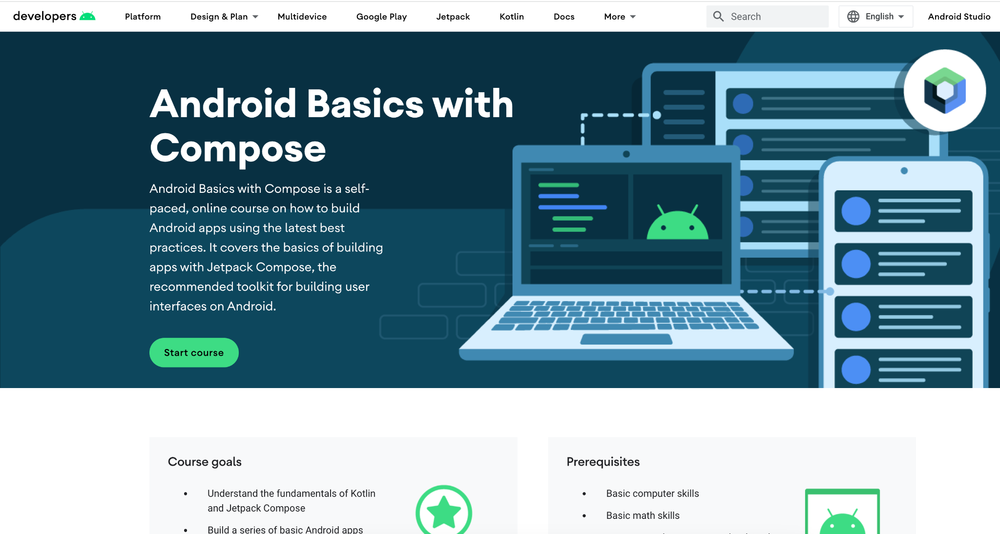 developers
Platform
Design & Plan
Multidevice
Google Play
Jetpack
Kotlin
Docs
More
Search
English
Android Studio
Android Basics with
Compose
Android Basics with Compose is a self-
paced, online course on how to build
Android apps using the latest best
practices. It covers the basics of building
apps with Jetpack Compose, the
recommended toolkit for building user
interfaces on Android.
Start course
Course goals
Understand the fundamentals of Kotlin
and Jetpack Compose
Build a series of basic Android apps
Prerequisites
Basic computer skills
Basic math skills